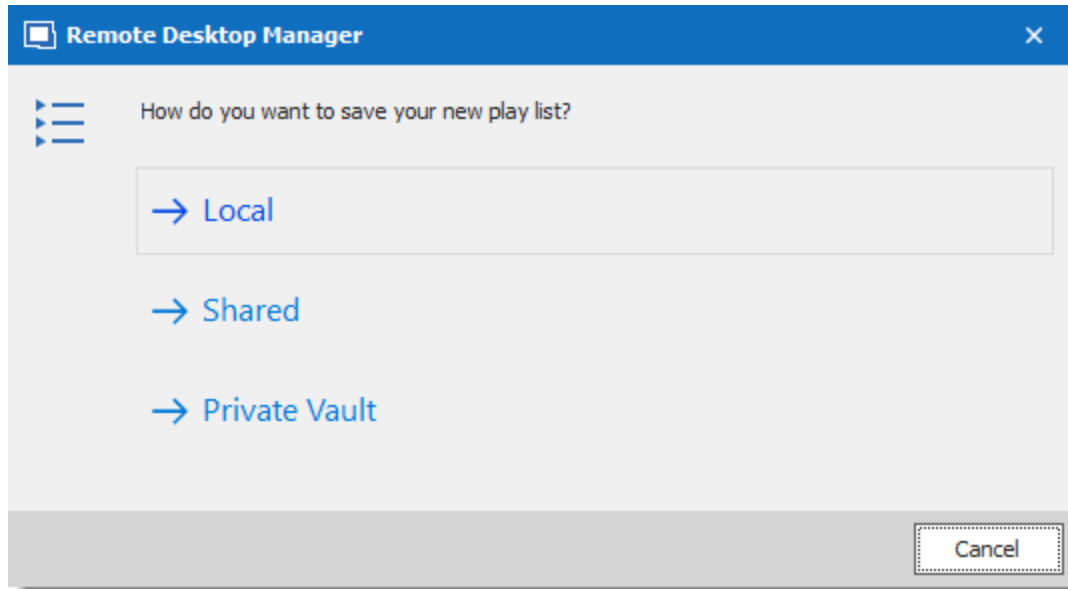 Remote Desktop Manager
How do you want to save your new play list?
Local
Shared
Private Vault
Cancel